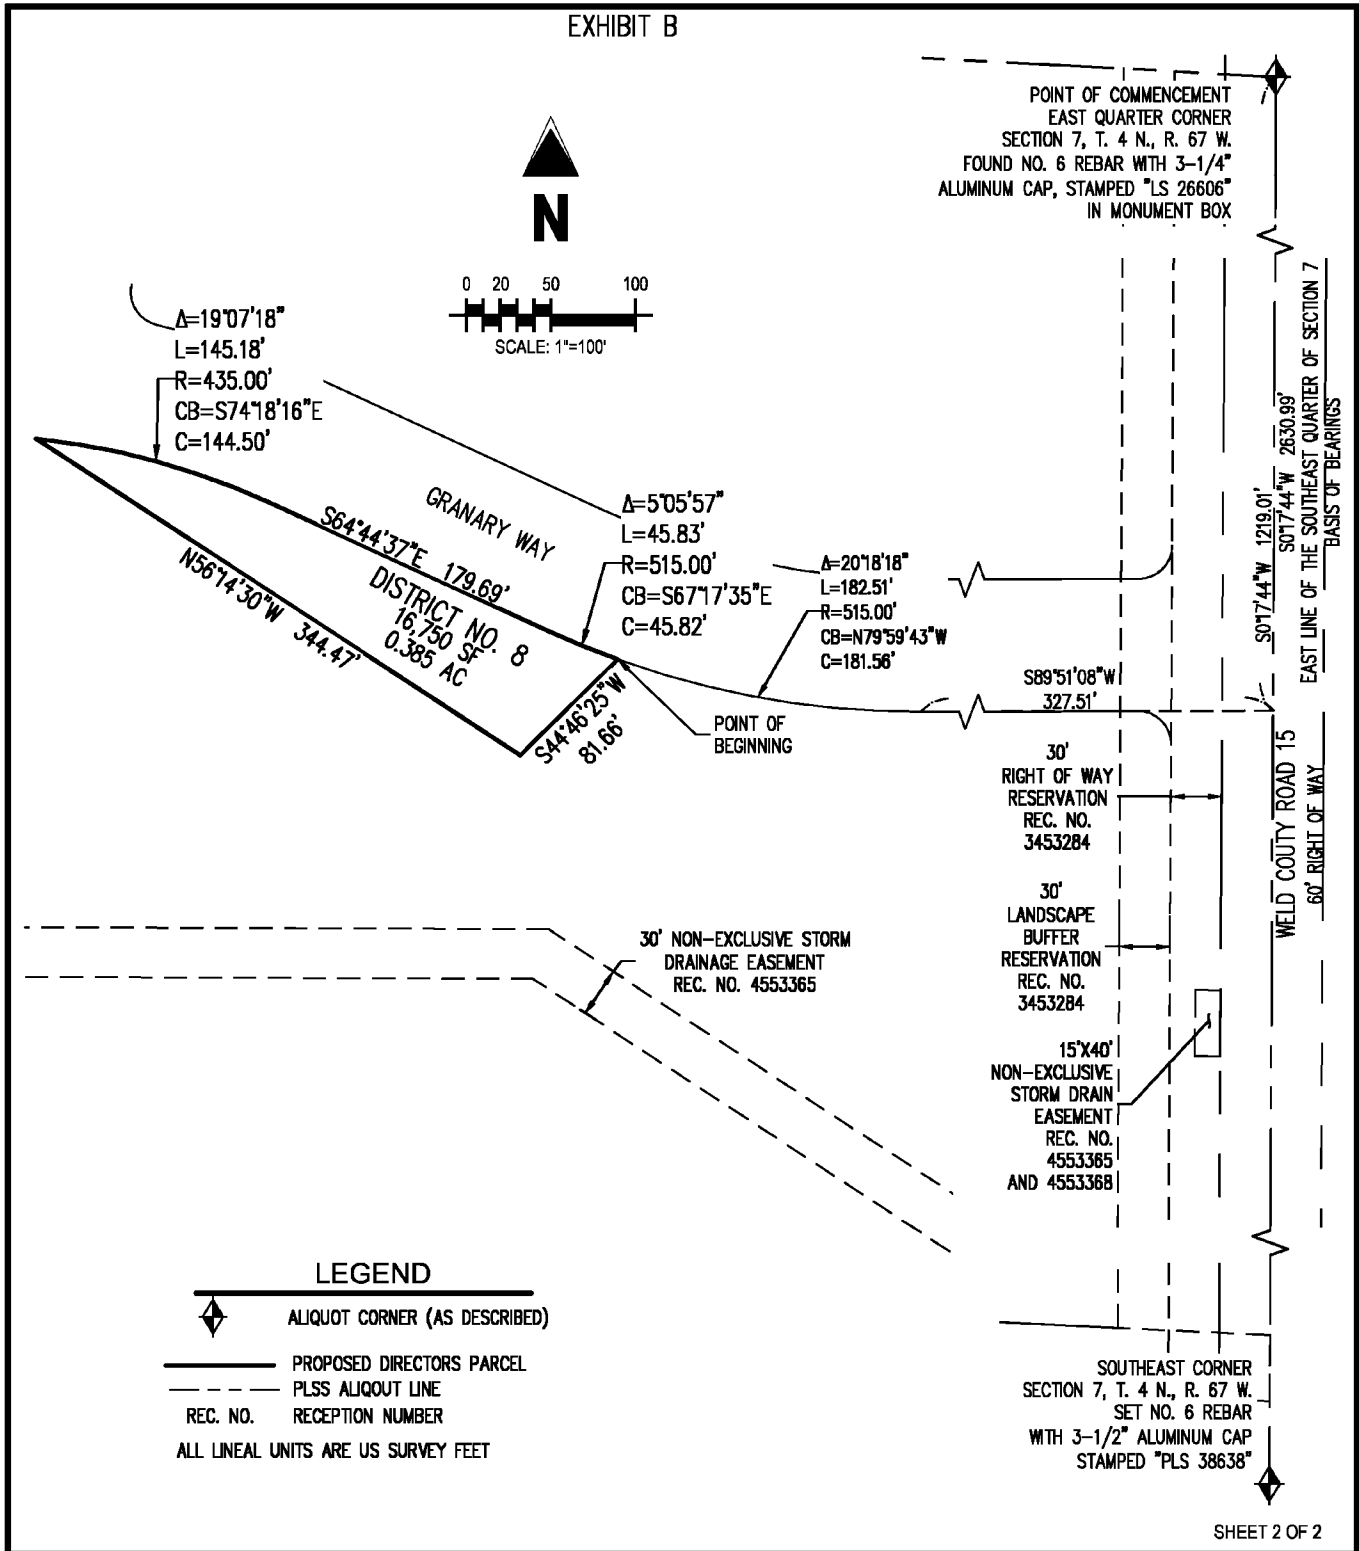 EXHIBIT B
POINT OF COMMENCEMENT
EAST QUARTER CORNER
SECTION 7, T. 4 N., R. 67 W.
FOUND NO. 6 REBAR WITH 3-1/4"
ALUMINUM CAP, STAMPED "LS 26606"
IN MONUMENT BOX
N
0 20 50 100
SCALE: 1"=100'
Δ=19°07'18"
L=145.18'
R=435.00'
CB=S74°18'16"E
C=144.50'
GRANARY WAY
S64°44'37"E 179.69'
DISTRICT NO. 8
16,750 SF
0.385 AC
N56°14'30"W 344.47'
S44°46'25"W
81.66'
Δ=5°05'57"
L=45.83'
R=515.00'
CB=S67°17'35"E
C=45.82'
Δ=20°18'18"
L=182.51'
R=515.00'
CB=N79°59'43"W
C=181.56'
POINT OF
BEGINNING
S89°51'08"W
327.51'
S0°17'44"W 1219.01'
S0°17'44"W 2630.99'
EAST LINE OF THE SOUTHEAST QUARTER OF SECTION 7
BASIS OF BEARINGS
WELD COUTY ROAD 15
60' RIGHT OF WAY
30'
RIGHT OF WAY
RESERVATION
REC. NO.
3453284
30'
LANDSCAPE
BUFFER
RESERVATION
REC. NO.
3453284
30' NON-EXCLUSIVE STORM
DRAINAGE EASEMENT
REC. NO. 4553365
15'X40'
NON-EXCLUSIVE
STORM DRAIN
EASEMENT
REC. NO.
4553365
AND 4553368
LEGEND
ALIQUOT CORNER (AS DESCRIBED)
PROPOSED DIRECTORS PARCEL
PLSS ALIQOUT LINE
REC. NO. RECEPTION NUMBER
ALL LINEAL UNITS ARE US SURVEY FEET
SOUTHEAST CORNER
SECTION 7, T. 4 N., R. 67 W.
SET NO. 6 REBAR
WITH 3-1/2" ALUMINUM CAP
STAMPED "PLS 38638"
SHEET 2 OF 2